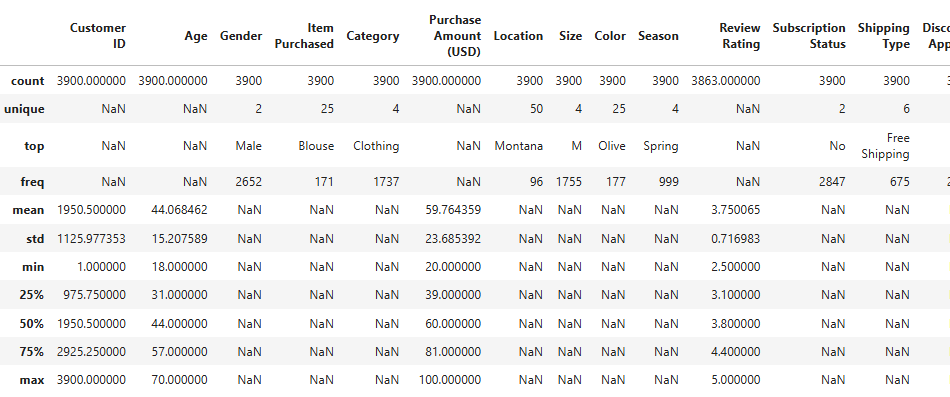 Customer ID Age Gender Item Purchased Category Purchase Amount (USD) Location Size Color Season Review Rating Subscription Status Shipping Type
count 3900.000000 3900.000000 3900 3900 3900 3900.000000 3900 3900 3900 3900 3863.000000 3900 3900
unique NaN NaN 2 25 4 NaN 50 4 25 4 NaN 2 6
top NaN NaN Male Blouse Clothing NaN Montana M Olive Spring NaN No Free Shipping
freq NaN NaN 2652 171 1737 NaN 96 1755 177 999 NaN 2847 675
mean 1950.500000 44.068462 NaN NaN NaN 59.764359 NaN NaN NaN NaN 3.750065 NaN NaN
std 1125.977353 15.207589 NaN NaN NaN 23.685392 NaN NaN NaN NaN 0.716983 NaN NaN
min 1.000000 18.000000 NaN NaN NaN 20.000000 NaN NaN NaN NaN 2.500000 NaN NaN
25% 975.750000 31.000000 NaN NaN NaN 39.000000 NaN NaN NaN NaN 3.100000 NaN NaN
50% 1950.500000 44.000000 NaN NaN NaN 60.000000 NaN NaN NaN NaN 3.800000 NaN NaN
75% 2925.250000 57.000000 NaN NaN NaN 81.000000 NaN NaN NaN NaN 4.400000 NaN NaN
max 3900.000000 70.000000 NaN NaN NaN 100.000000 NaN NaN NaN NaN 5.000000 NaN NaN